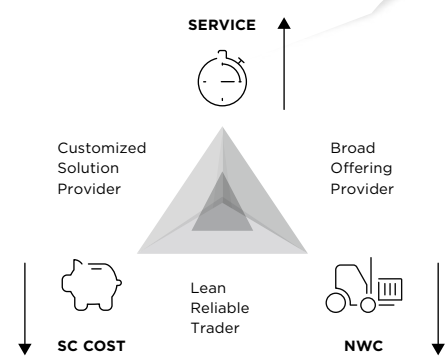 SERVICE
Customized
Solution
Provider
Broad
Offering
Provider
Lean
Reliable
Trader
SC COST
NWC